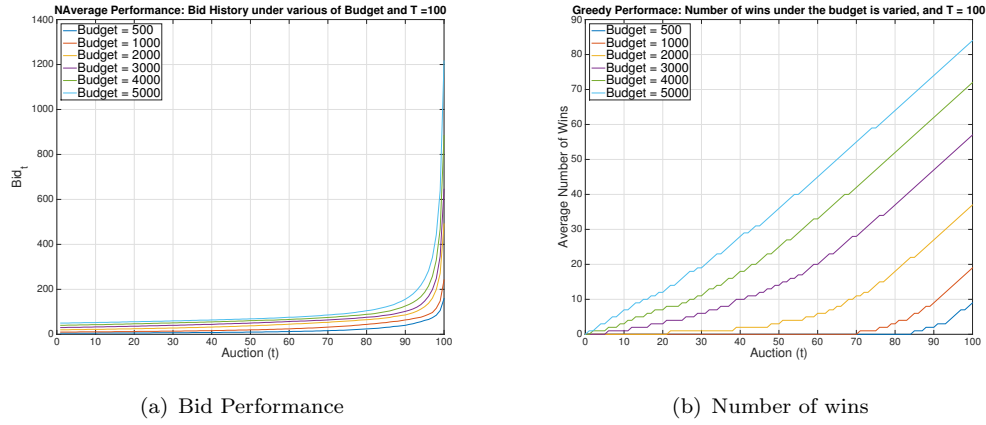 NAverage Performance: Bid History under various of Budget and T =100
1400
1200
1000
800
600
400
200
0
Bid_t
Budget = 500
Budget = 1000
Budget = 2000
Budget = 3000
Budget = 4000
Budget = 5000
0 10 20 30 40 50 60 70 80 90 100
Auction (t)
(a) Bid Performance
Greedy Performace: Number of wins under the budget is varied, and T = 100
90
80
70
60
50
40
30
20
10
0
Average Number of Wins
Budget = 500
Budget = 1000
Budget = 2000
Budget = 3000
Budget = 4000
Budget = 5000
0 10 20 30 40 50 60 70 80 90 100
Auction (t)
(b) Number of wins